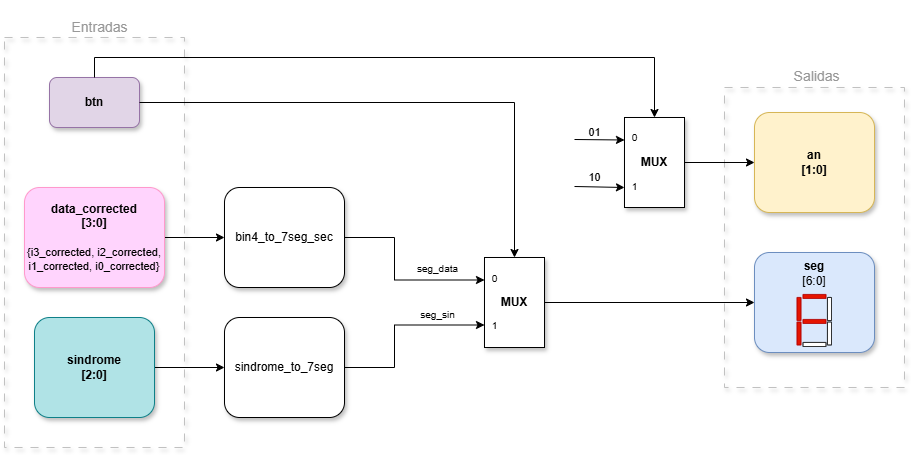 Entradas
btn
data_corrected
[3:0]
{i3_corrected, i2_corrected,
i1_corrected, i0_corrected}
sindrome
[2:0]
bin4_to_7seg_sec
sindrome_to_7seg
seg_data
seg_sin
0
MUX
1
01
10
0
MUX
1
Salidas
an
[1:0]
seg
[6:0]